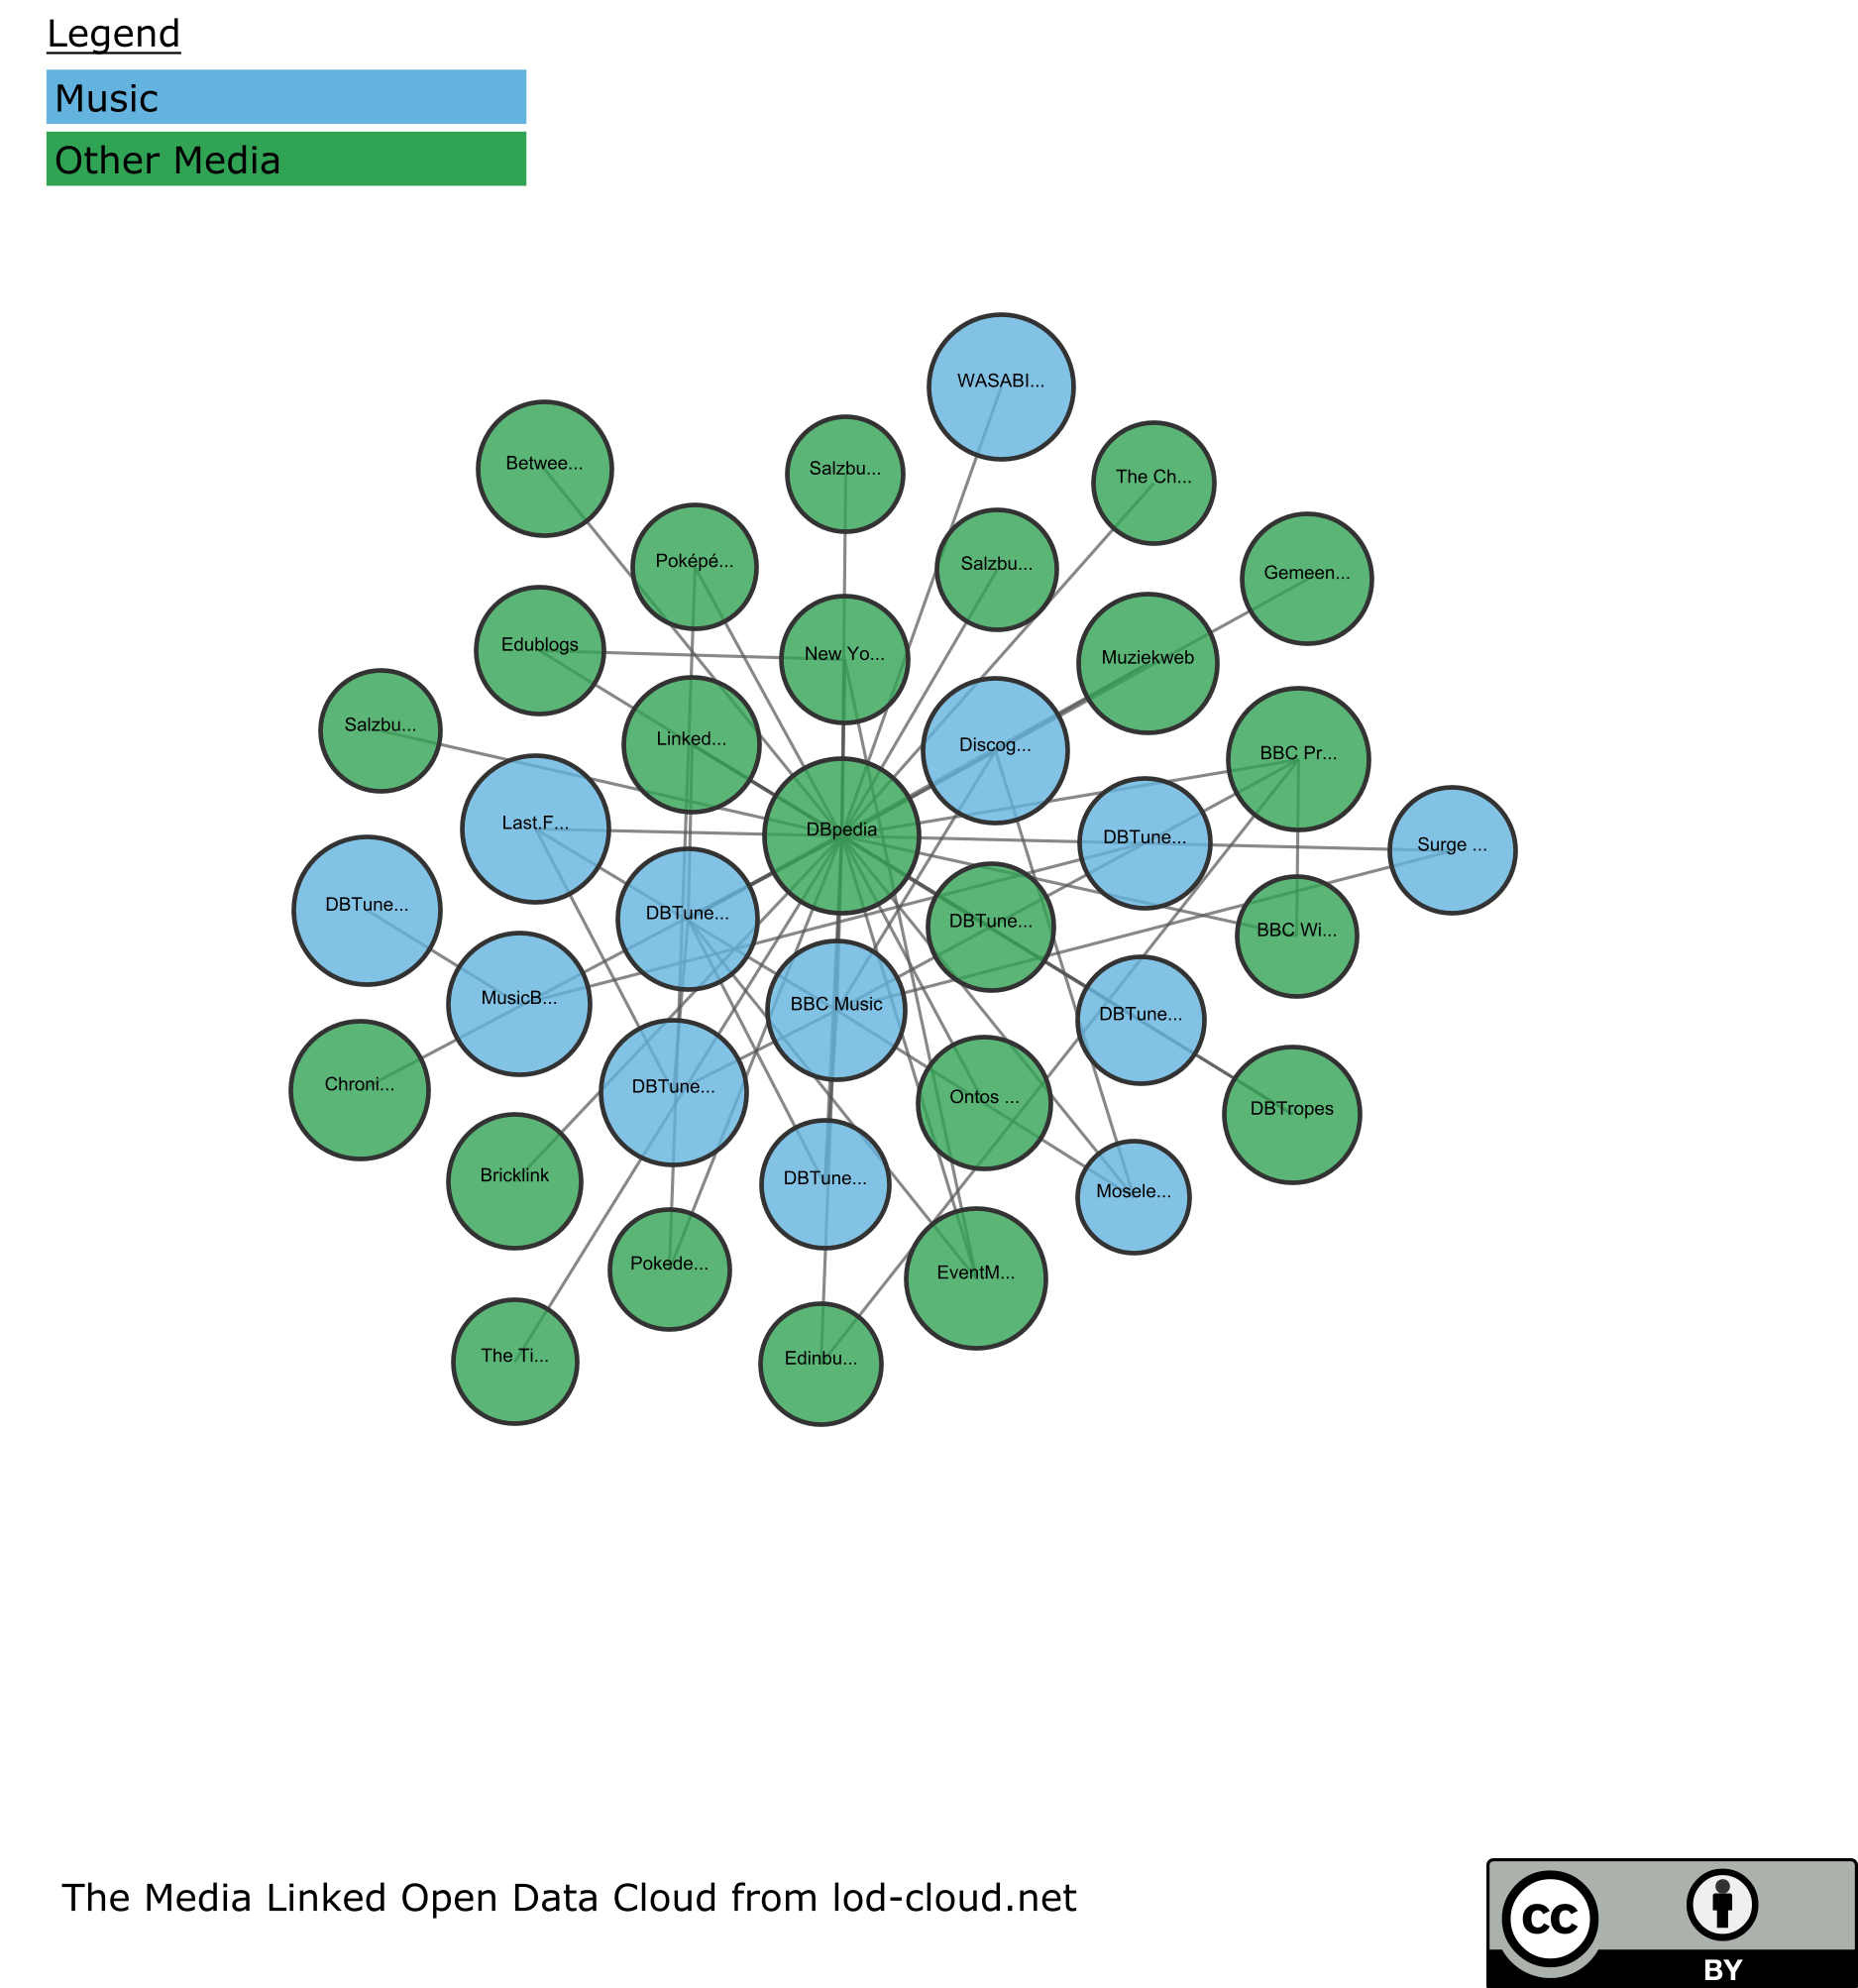 Legend
Music
Other Media
WASABI...
Betwee...
Salzbu...
The Ch...
Poképé...
Salzbu...
Gemeen...
Edublogs
New Yo...
Muziekweb
Salzbu...
Linked...
Discog...
BBC Pr...
Last.F...
DBpedia
DBTune...
Surge ...
DBTune...
DBTune...
DBTune...
BBC Wi...
MusicB...
BBC Music
DBTune...
Chroni...
DBTune...
Ontos ...
DBTropes
Bricklink
DBTune...
Mosele...
Pokede...
EventM...
The Ti...
Edinbu...
The Media Linked Open Data Cloud from lod-cloud.net
cc
BY